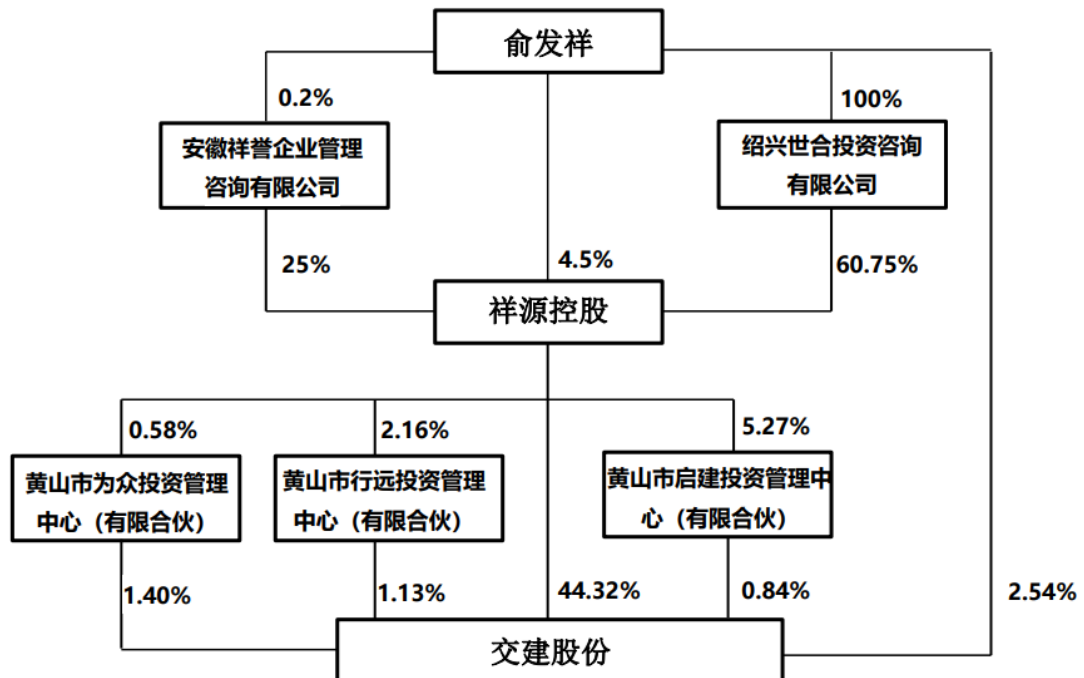 俞发祥
0.2%
100%
安徽祥誉企业管理
咨询有限公司
绍兴世合投资咨询
有限公司
25%
4.5%
60.75%
祥源控股
0.58%
2.16%
5.27%
黄山市为众投资管理
中心（有限合伙）
黄山市行远投资管理
中心（有限合伙）
黄山市启建投资管理中
心（有限合伙）
1.40%
1.13%
44.32%
0.84%
2.54%
交建股份